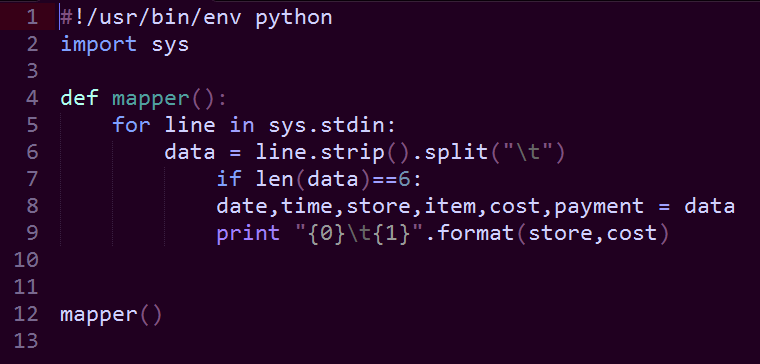 1 #!/usr/bin/env python
2 import sys
3
4 def mapper():
5     for line in sys.stdin:
6         data = line.strip().split("\t")
7             if len(data)==6:
8             date,time,store,item,cost,payment = data
9             print "{0}\t{1}".format(store,cost)
10
11
12 mapper()
13